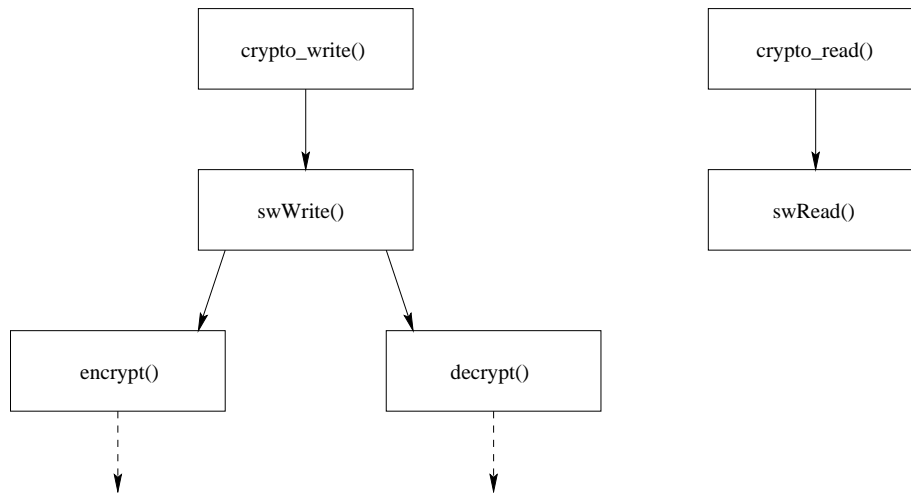 crypto_write()
crypto_read()
swWrite()
swRead()
encrypt()
decrypt()